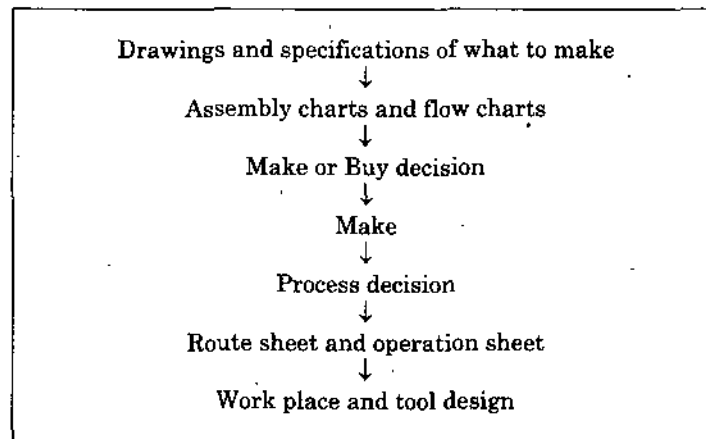 Drawings and specifications of what to make
↓
Assembly charts and flow charts
↓
Make or Buy decision
↓
Make
↓
Process decision
↓
Route sheet and operation sheet
↓
Work place and tool design